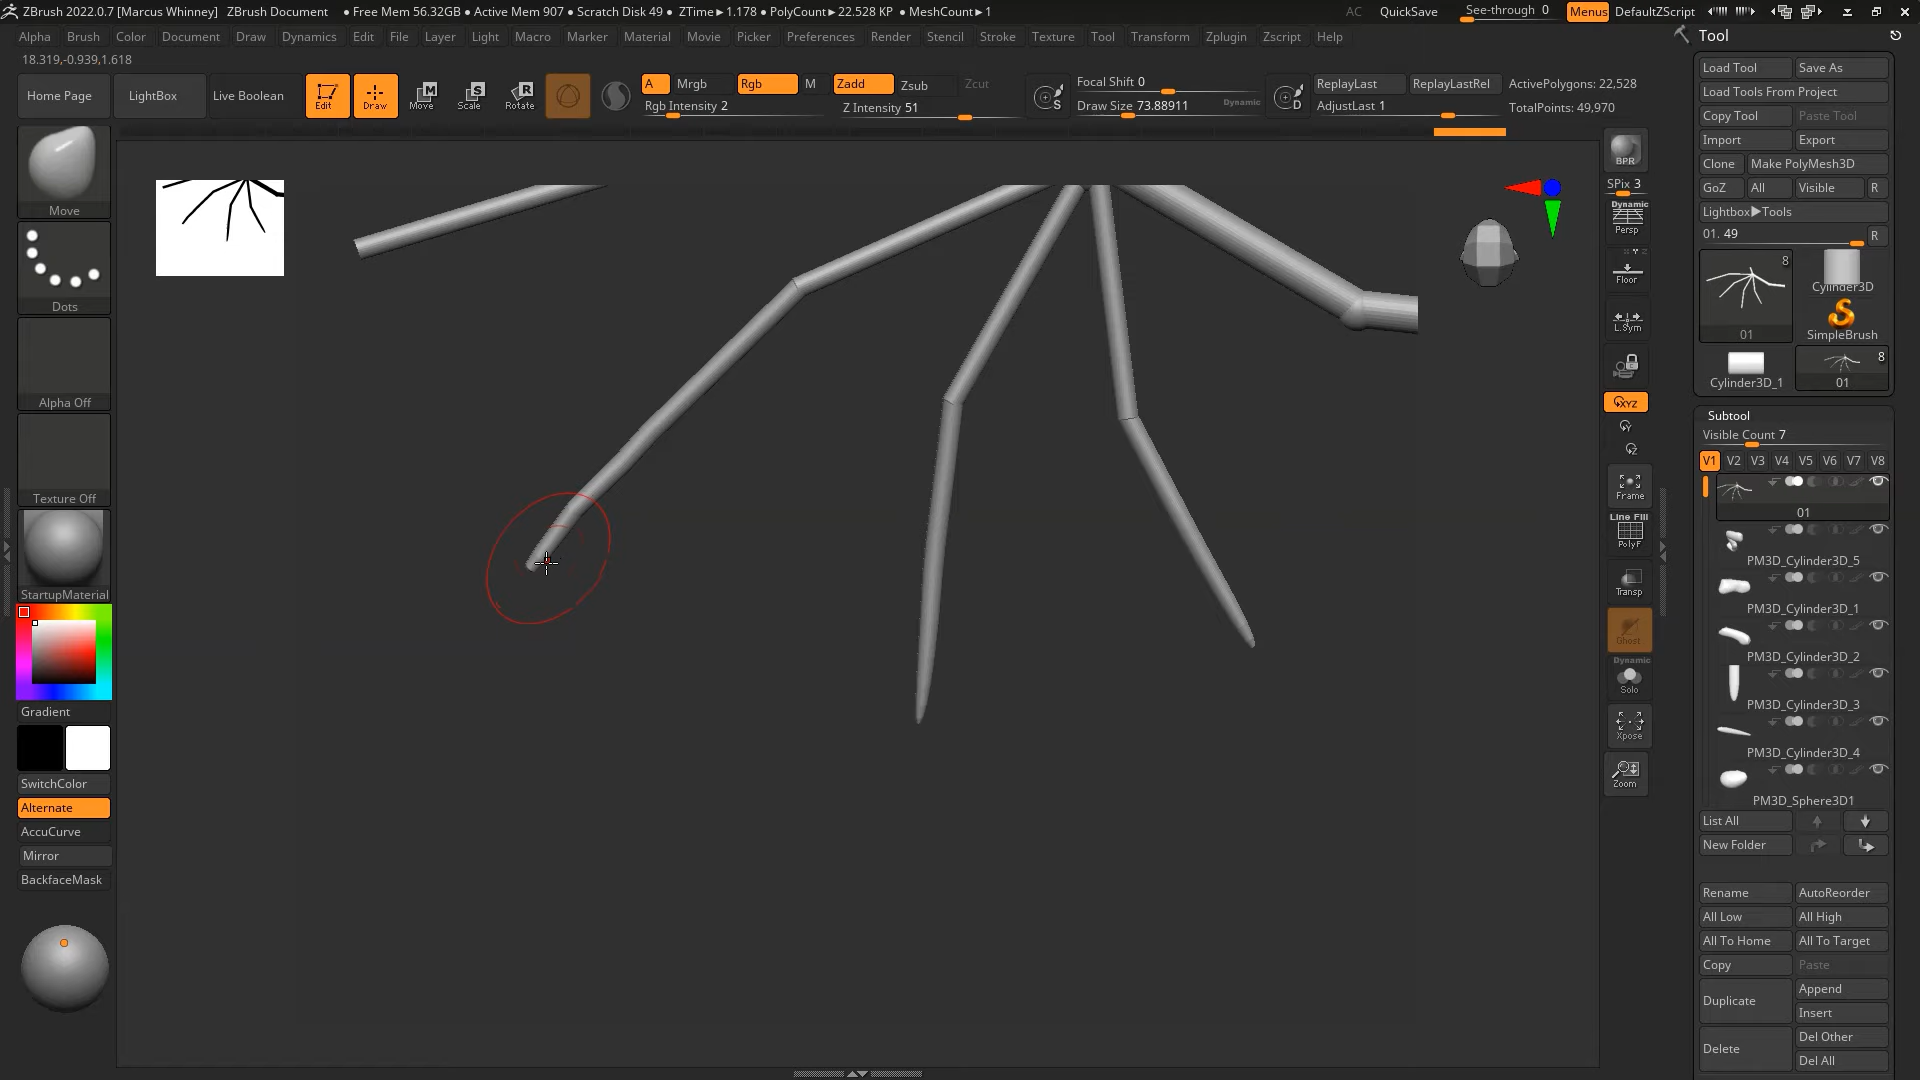 ZBrush 2022.0.7 [Marcus Whinney] ZBrush Document ● Free Mem 56.32GB ● Active Mem 907 ● Scratch Disk 49 ● ZTime►1.178 ● PolyCount►22.528 KP ● MeshCount►1 AC QuickSave See-through 0 Menus DefaultZScript
Alpha Brush Color Document Draw Dynamics Edit File Layer Light Macro Marker Material Movie Picker Preferences Render Stencil Stroke Texture Tool Transform Zplugin Zscript Help
18.319,-0.939,1.618
Home Page LightBox Live Boolean Edit Draw Move Scale Rotate
A Mrgb Rgb M Zadd Zsub Zcut
Rgb Intensity 2 Z Intensity 51
Focal Shift 0
Draw Size 73.88911 Dynamic
ReplayLast ReplayLastRel ActivePolygons: 22,528
AdjustLast 1 TotalPoints: 49,970
Move
Dots
Alpha Off
Texture Off
StartupMaterial
Gradient
SwitchColor
Alternate
AccuCurve
Mirror
BackfaceMask
BPR
SPix 3
Dynamic
Persp
Floor
L.Sym
XYZ
Y
Z
Frame
Line Fill
PolyF
Transp
Ghost
Dynamic
Solo
Xpose
Zoom
Tool
Load Tool Save As
Load Tools From Project
Copy Tool Paste Tool
Import Export
Clone Make PolyMesh3D
GoZ All Visible R
Lightbox►Tools
01. 49 R
8
Cylinder3D
01 SimpleBrush
8
Cylinder3D_1 01
Subtool
Visible Count 7
V1 V2 V3 V4 V5 V6 V7 V8
01
PM3D_Cylinder3D_5
PM3D_Cylinder3D_1
PM3D_Cylinder3D_2
PM3D_Cylinder3D_3
PM3D_Cylinder3D_4
PM3D_Sphere3D1
List All
New Folder
Rename AutoReorder
All Low All High
All To Home All To Target
Copy Paste
Duplicate Append
Insert
Delete Del Other
Del All